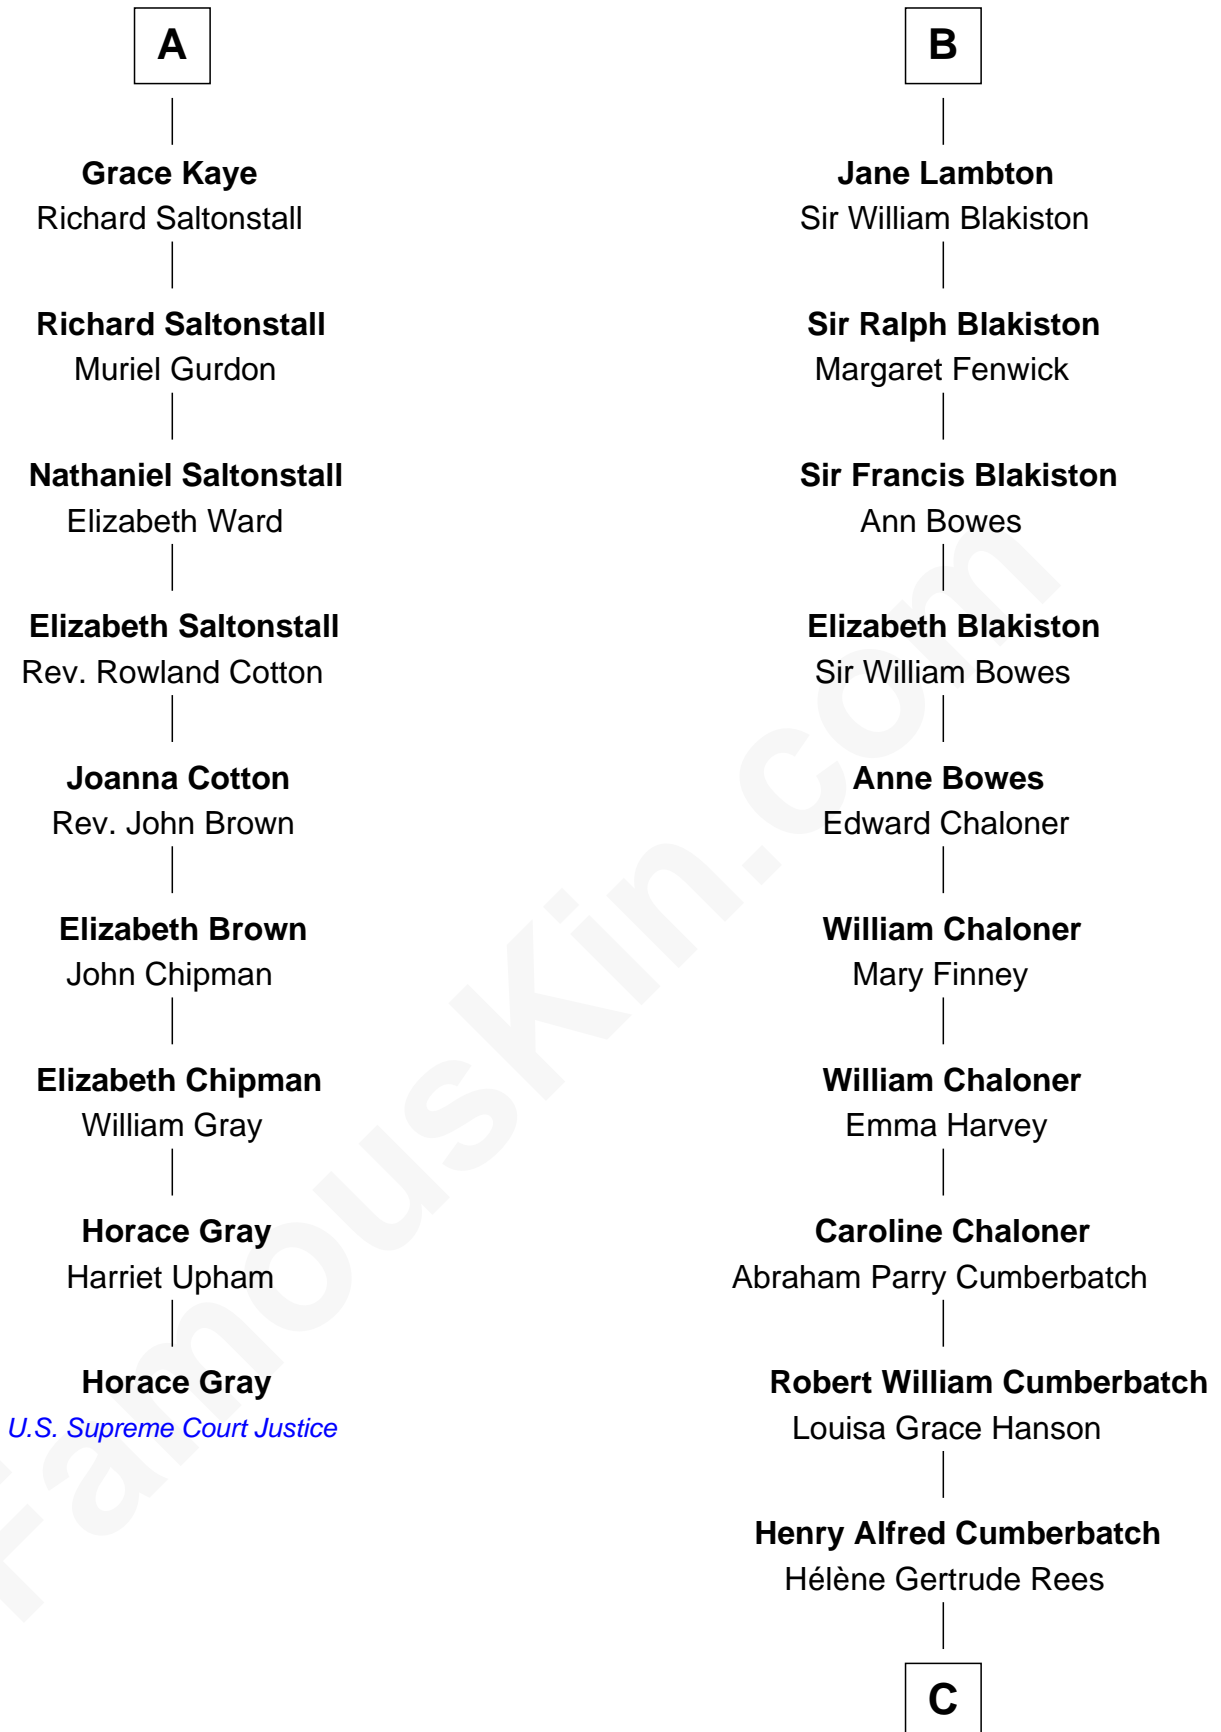 A
Grace Kaye
Richard Saltonstall
Richard Saltonstall
Muriel Gurdon
Nathaniel Saltonstall
Elizabeth Ward
Elizabeth Saltonstall
Rev. Rowland Cotton
Joanna Cotton
Rev. John Brown
Elizabeth Brown
John Chipman
Elizabeth Chipman
William Gray
Horace Gray
Harriet Upham
Horace Gray
U.S. Supreme Court Justice
B
Jane Lambton
Sir William Blakiston
Sir Ralph Blakiston
Margaret Fenwick
Sir Francis Blakiston
Ann Bowes
Elizabeth Blakiston
Sir William Bowes
Anne Bowes
Edward Chaloner
William Chaloner
Mary Finney
William Chaloner
Emma Harvey
Caroline Chaloner
Abraham Parry Cumberbatch
Robert William Cumberbatch
Louisa Grace Hanson
Henry Alfred Cumberbatch
Hélène Gertrude Rees
C
FamousKin.com